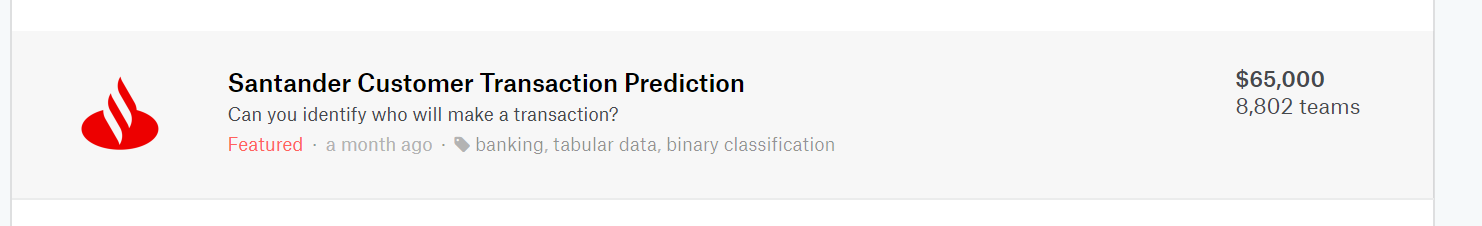 Santander Customer Transaction Prediction
$65,000
Can you identify who will make a transaction?
8,802 teams
Featured · a month ago · banking, tabular data, binary classification